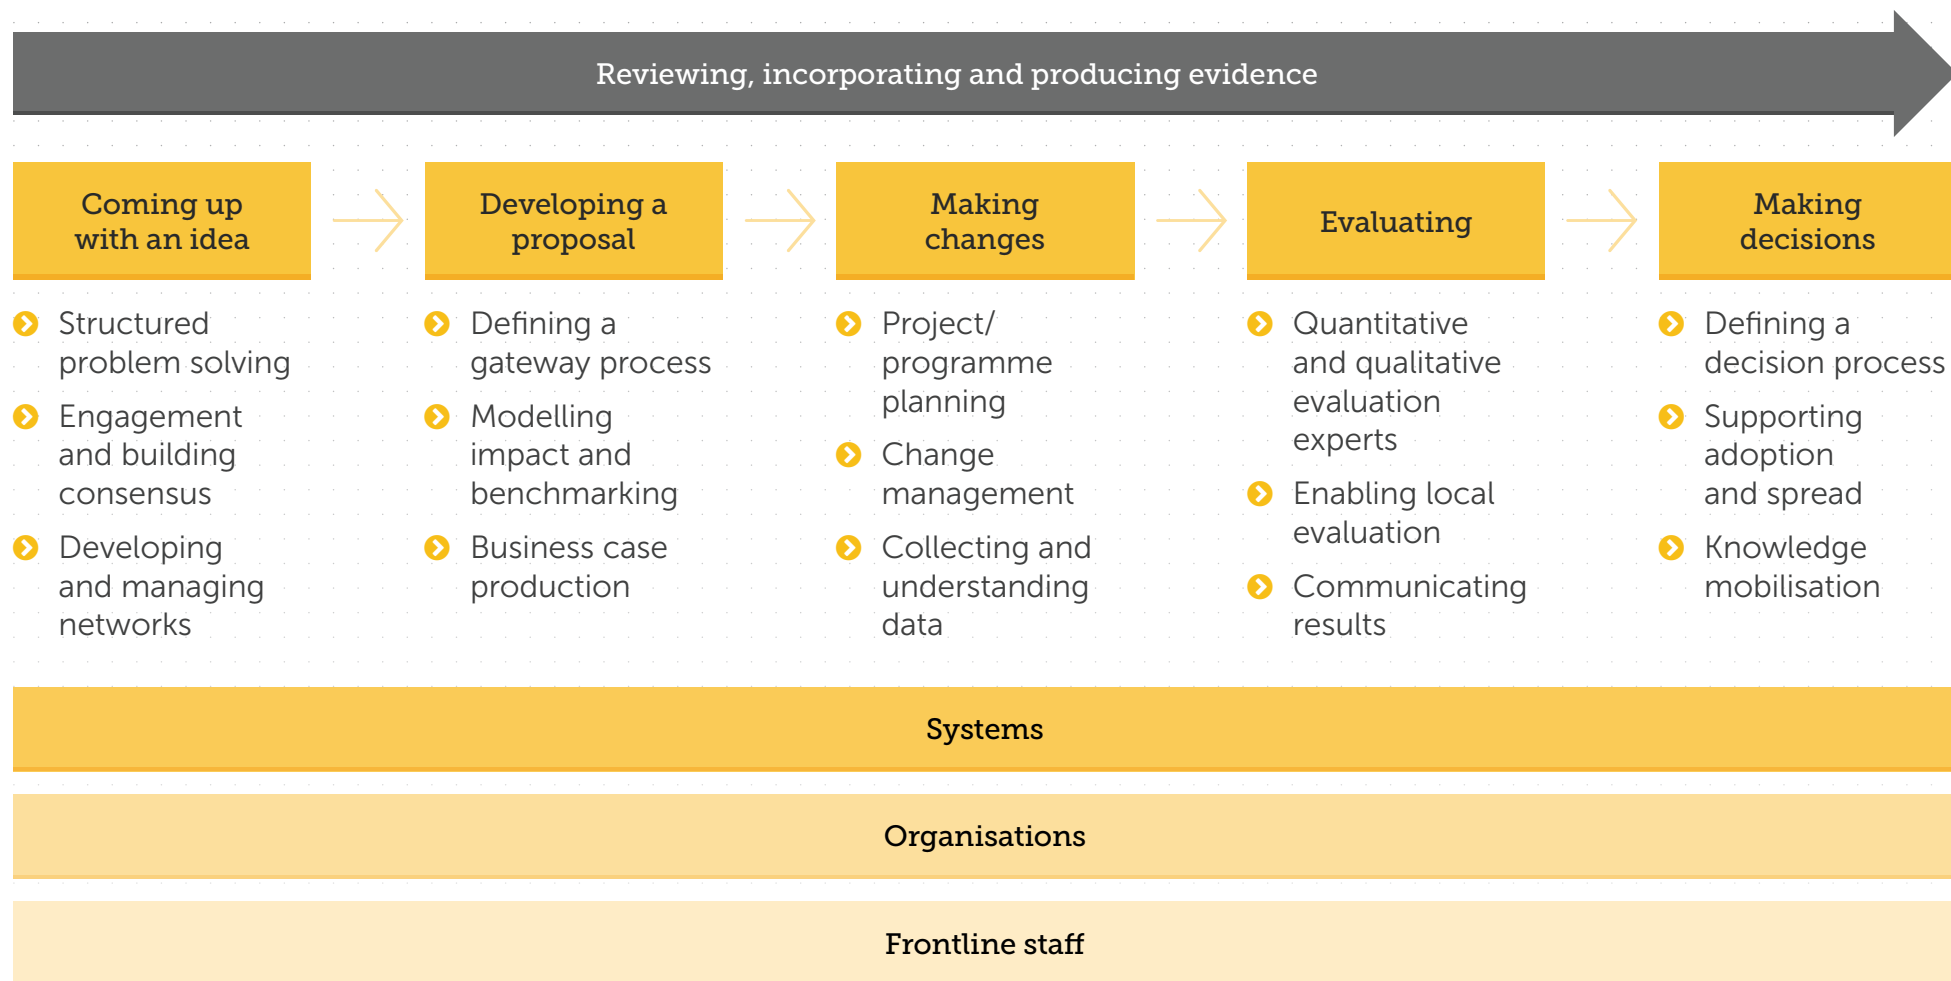 Reviewing, incorporating and producing evidence
Coming up
with an idea
Structured
problem solving
Engagement
and building
consensus
Developing
and managing
networks
Developing a
proposal
Defining a
gateway process
Modelling
impact and
benchmarking
Business case
production
Making
changes
Project/
programme
planning
Change
management
Collecting and
understanding
data
Evaluating
Quantitative
and qualitative
evaluation
experts
Enabling local
evaluation
Communicating
results
Making
decisions
Defining a
decision process
Supporting
adoption
and spread
Knowledge
mobilisation
Systems
Organisations
Frontline staff